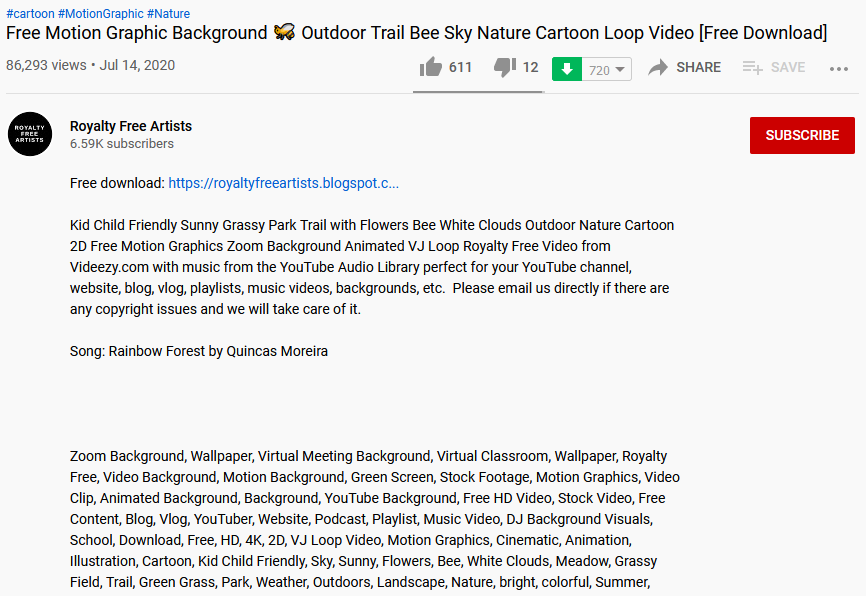 #cartoon #MotionGraphic #Nature
Free Motion Graphic Background 🐝 Outdoor Trail Bee Sky Nature Cartoon Loop Video [Free Download]
86,293 views • Jul 14, 2020
611
12
720
SHARE
SAVE
ROYALTY
FREE
ARTISTS
Royalty Free Artists
6.59K subscribers
SUBSCRIBE
Free download: https://royaltyfreeartists.blogspot.c...
Kid Child Friendly Sunny Grassy Park Trail with Flowers Bee White Clouds Outdoor Nature Cartoon
2D Free Motion Graphics Zoom Background Animated VJ Loop Royalty Free Video from
Videezy.com with music from the YouTube Audio Library perfect for your YouTube channel,
website, blog, vlog, playlists, music videos, backgrounds, etc.  Please email us directly if there are
any copyright issues and we will take care of it.
Song: Rainbow Forest by Quincas Moreira
Zoom Background, Wallpaper, Virtual Meeting Background, Virtual Classroom, Wallpaper, Royalty
Free, Video Background, Motion Background, Green Screen, Stock Footage, Motion Graphics, Video
Clip, Animated Background, Background, YouTube Background, Free HD Video, Stock Video, Free
Content, Blog, Vlog, YouTuber, Website, Podcast, Playlist, Music Video, DJ Background Visuals,
School, Download, Free, HD, 4K, 2D, VJ Loop Video, Motion Graphics, Cinematic, Animation,
Illustration, Cartoon, Kid Child Friendly, Sky, Sunny, Flowers, Bee, White Clouds, Meadow, Grassy
Field, Trail, Green Grass, Park, Weather, Outdoors, Landscape, Nature, bright, colorful, Summer,